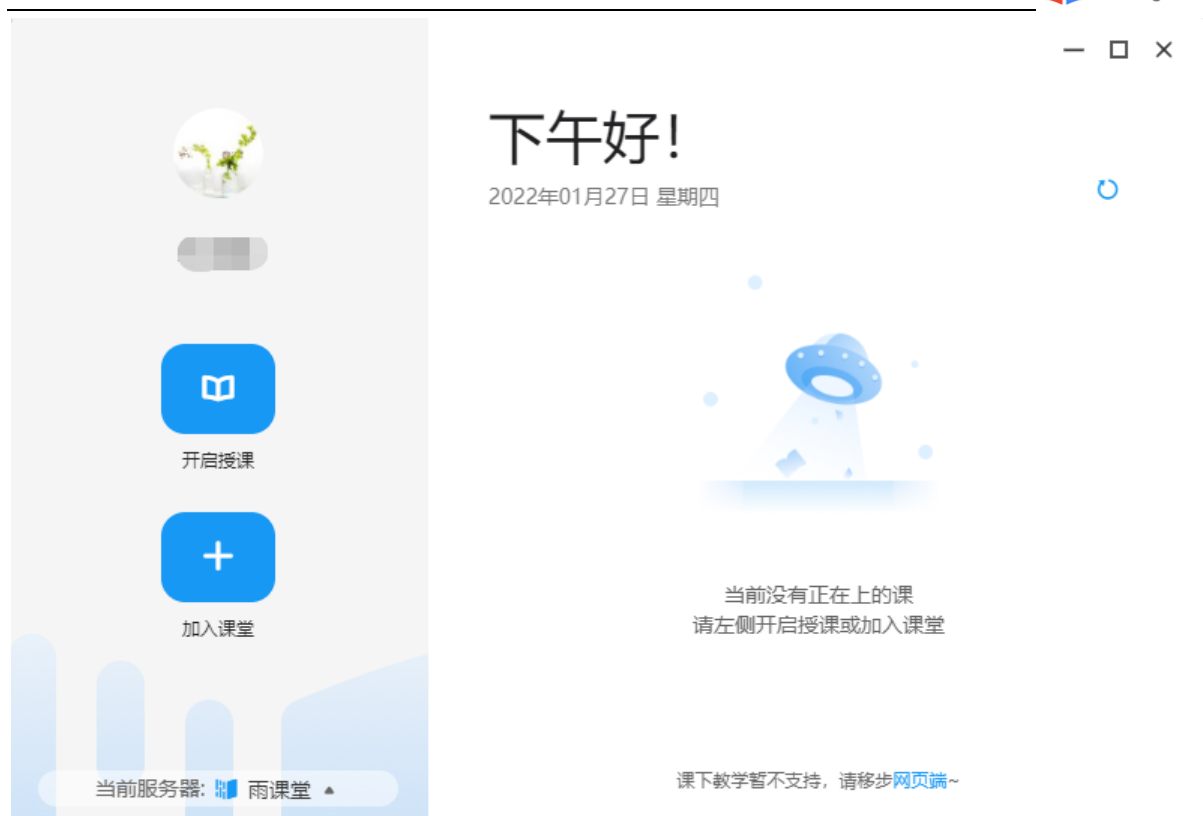 下午好！
2022年01月27日 星期四
开启授课
加入课堂
当前没有正在上的课
请左侧开启授课或加入课堂
当前服务器: 雨课堂
课下教学暂不支持，请移步网页端~